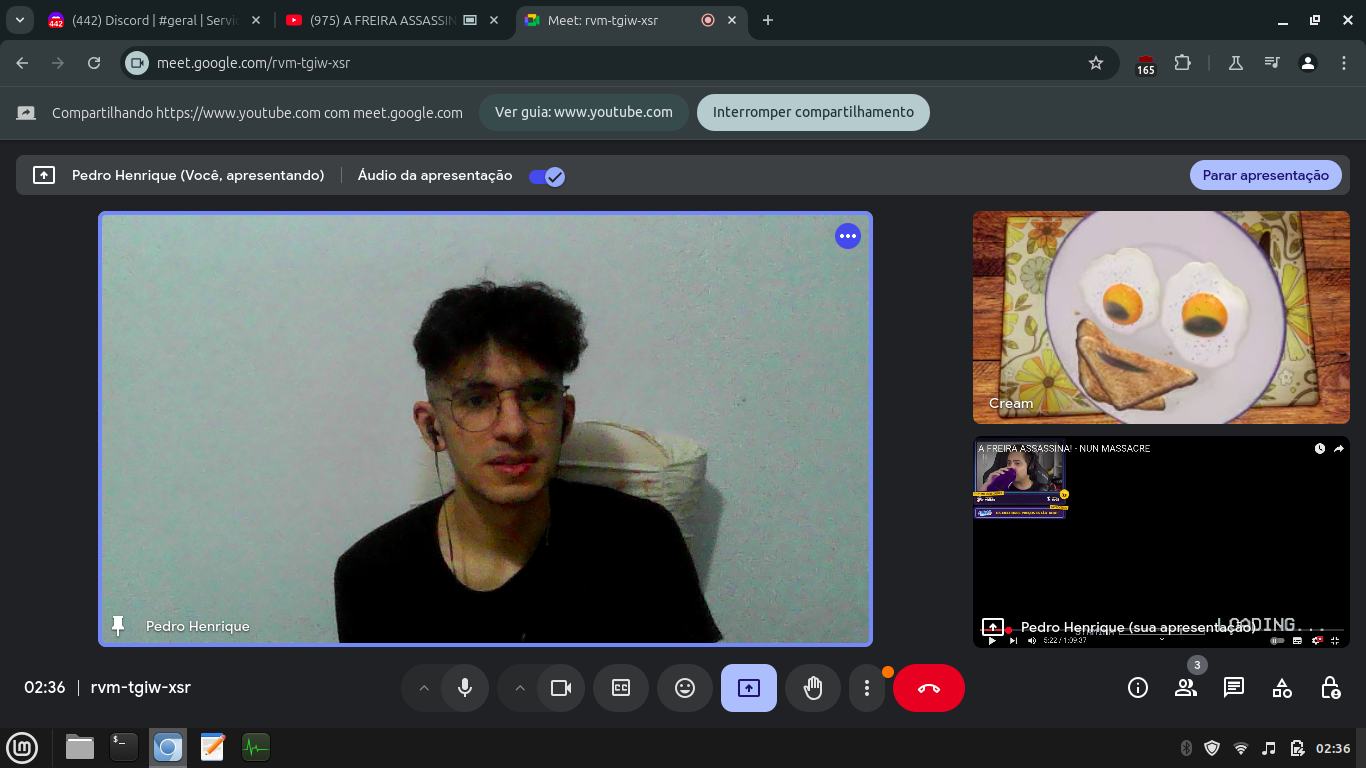 (442) Discord | #geral | Servi
(975) A FREIRA ASSASSIN
Meet: rvm-tgiw-xsr
meet.google.com/rvm-tgiw-xsr
165
Compartilhando https://www.youtube.com com meet.google.com
Ver guia: www.youtube.com
Interromper compartilhamento
Pedro Henrique (Você, apresentando)
Áudio da apresentação
Parar apresentação
Cream
A FREIRA ASSASSINA! - NUN MASSACRE
Pedro Henrique
LOADING...
Pedro Henrique (sua apresentação)
5:22 / 1:09:37
02:36
rvm-tgiw-xsr
3
02:36